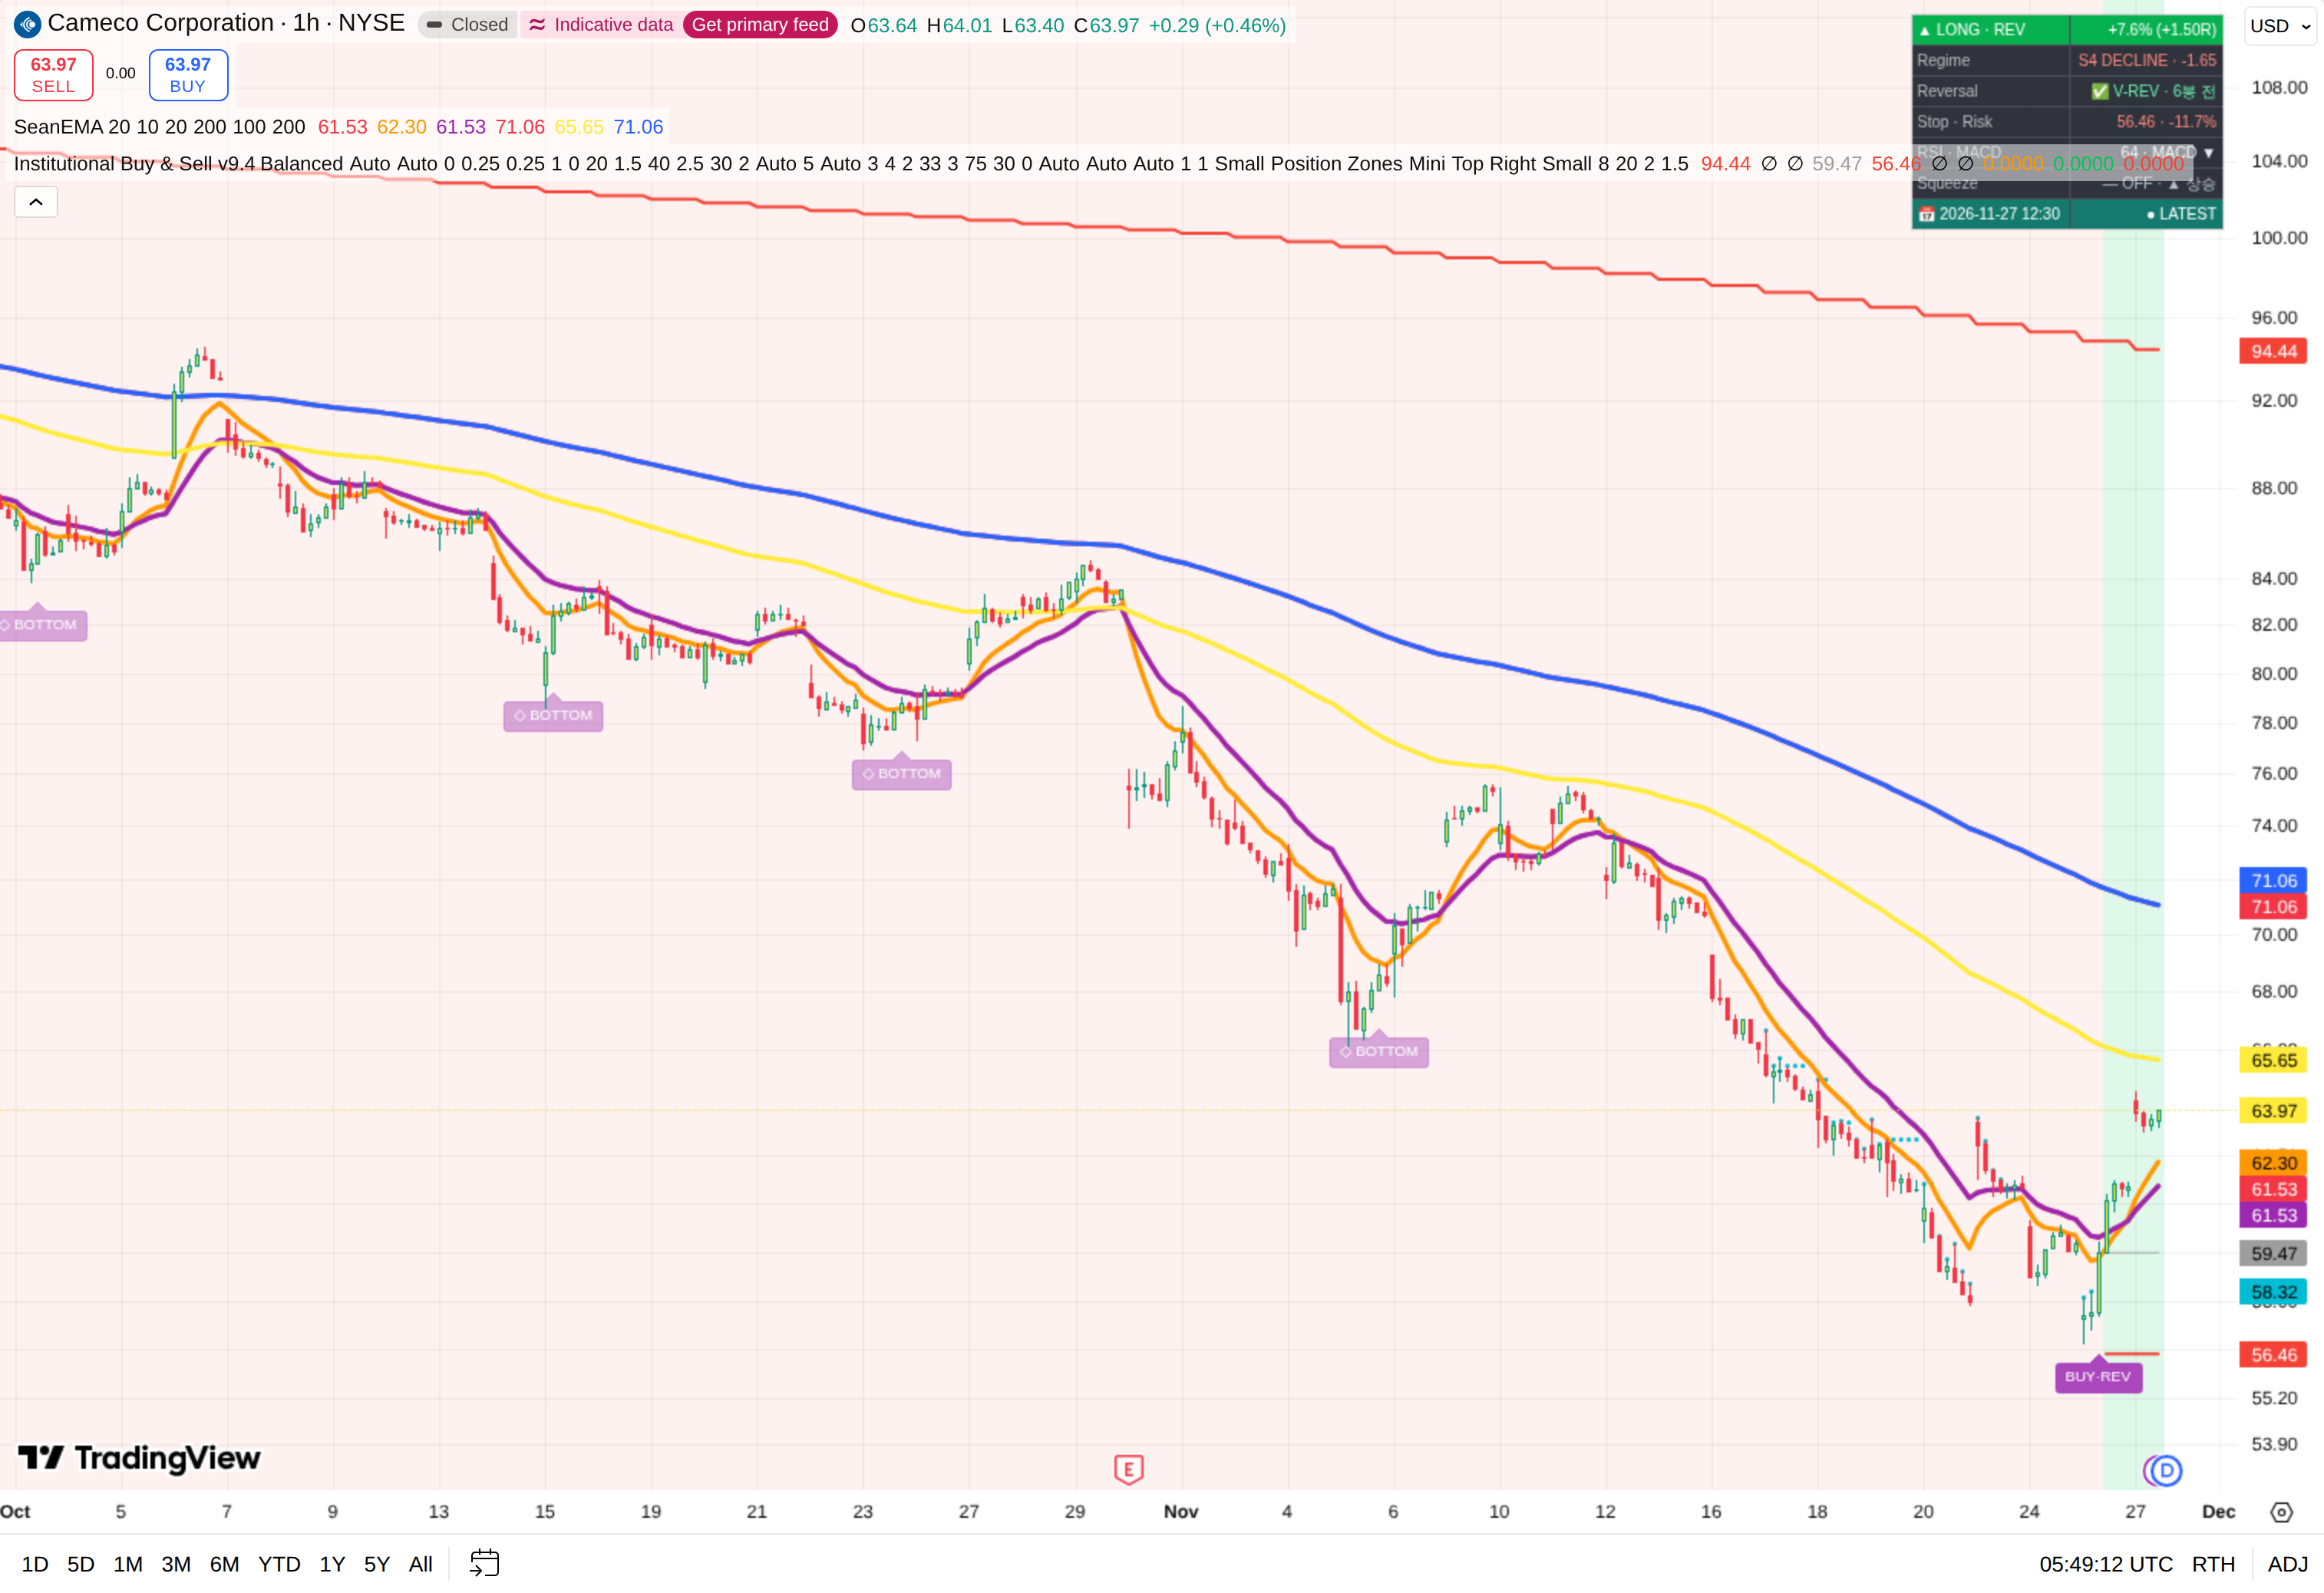 Cameco Corporation · 1h · NYSE Closed Indicative data Get primary feed O63.64 H64.01 L63.40 C63.97 +0.29 (+0.46%)
63.97 SELL 0.00 63.97 BUY
SeanEMA 20 10 20 200 100 200 61.53 62.30 61.53 71.06 65.65 71.06
Institutional Buy & Sell v9.4 Balanced Auto Auto 0 0.25 0.25 1 0 20 1.5 40 2.5 30 2 Auto 5 Auto 3 4 2 33 3 75 30 0 Auto Auto Auto 1 1 Small Position Zones Mini Top Right Small 8 20 2 1.5 94.44 ∅ ∅ 59.47 56.46 ∅ ∅ 0.0000 0.0000 0.0000
▲ LONG · REV +7.6% (+1.50R)
Regime S4 DECLINE · -1.65
Reversal ✅ V-REV · 6봉 전
Stop · Risk 56.46 · -11.7%
RSI · MACD 64 · MACD ▼
Squeeze — OFF · ▲ 상승
📅 2026-11-27 12:30 ● LATEST
USD
108.00
104.00
100.00
96.00
94.44
92.00
88.00
84.00
82.00
80.00
78.00
76.00
74.00
71.06
71.06
70.00
68.00
65.65
63.97
62.30
61.53
61.53
59.47
58.32
56.46
55.20
53.90
◇ BOTTOM
◇ BOTTOM
◇ BOTTOM
◇ BOTTOM
BUY-REV
TradingView
E
D
Oct 5 7 9 13 15 19 21 23 27 29 Nov 4 6 10 12 16 18 20 24 27 Dec
1D 5D 1M 3M 6M YTD 1Y 5Y All 05:49:12 UTC RTH ADJ